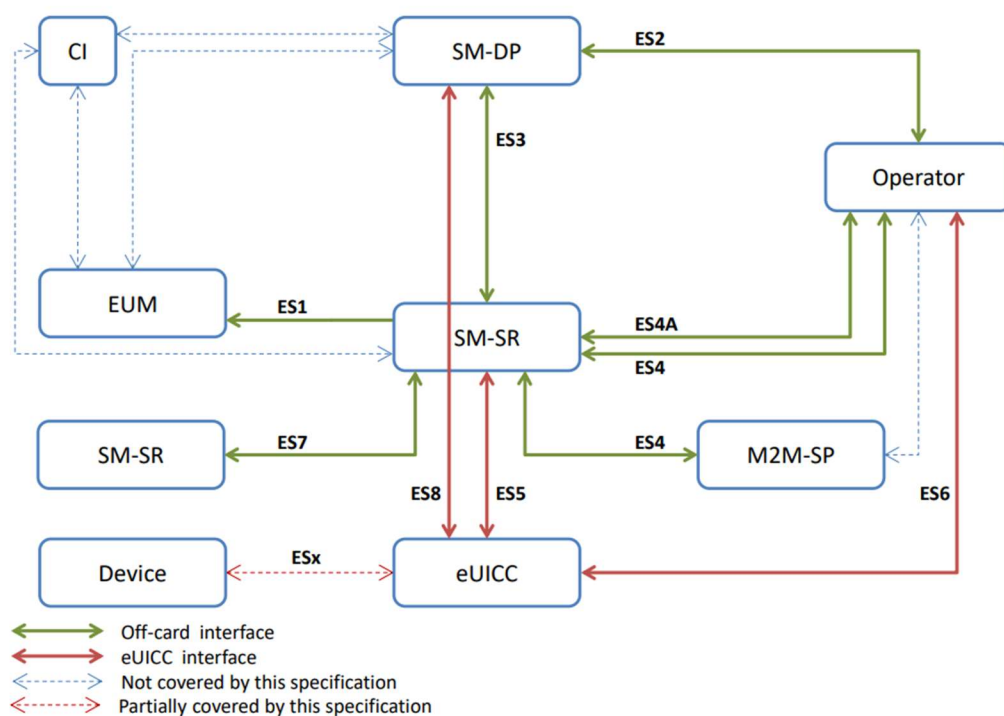 CI
SM-DP
ES2
ES3
Operator
EUM
ES1
SM-SR
ES4A
ES4
SM-SR
ES7
ES4
M2M-SP
ES8
ES5
ES6
Device
ESx
eUICC
Off-card interface
eUICC interface
Not covered by this specification
Partially covered by this specification